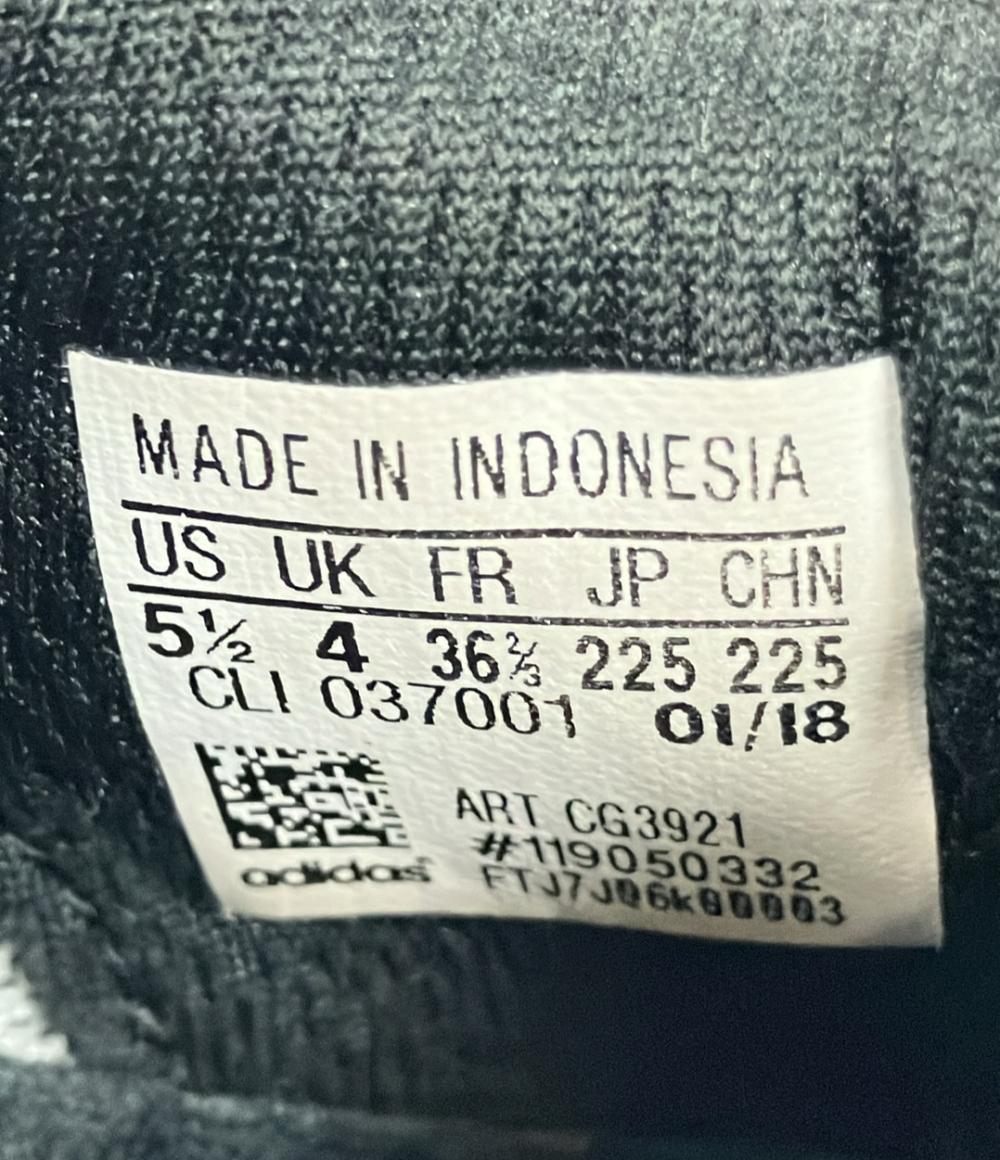 MADE IN INDONESIA
US UK FR JP CHN
5½ 4 36⅔ 225 225
CLI 037001 01/18
ART CG3921
#119050332
adidas